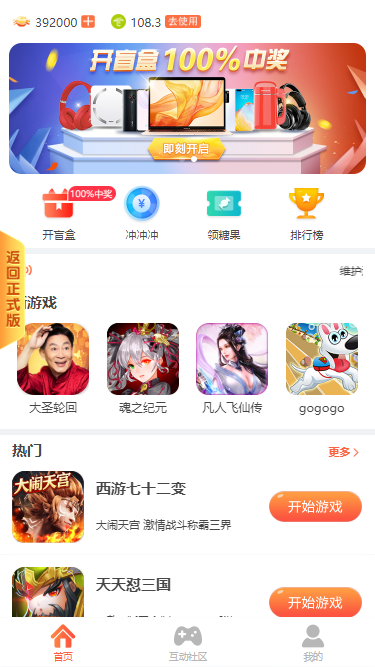 392000
108.3 去使用
开盲盒100%中奖
即刻开启
100%中奖
开盲盒
冲冲冲
领糖果
排行榜
返回正式版
维护
游戏
大圣轮回
魂之纪元
凡人飞仙传
gogogo
热门
更多
大闹天宫
西游七十二变
大闹天宫 激情战斗称霸三界
开始游戏
天天怼三国
开始游戏
首页
互动社区
我的